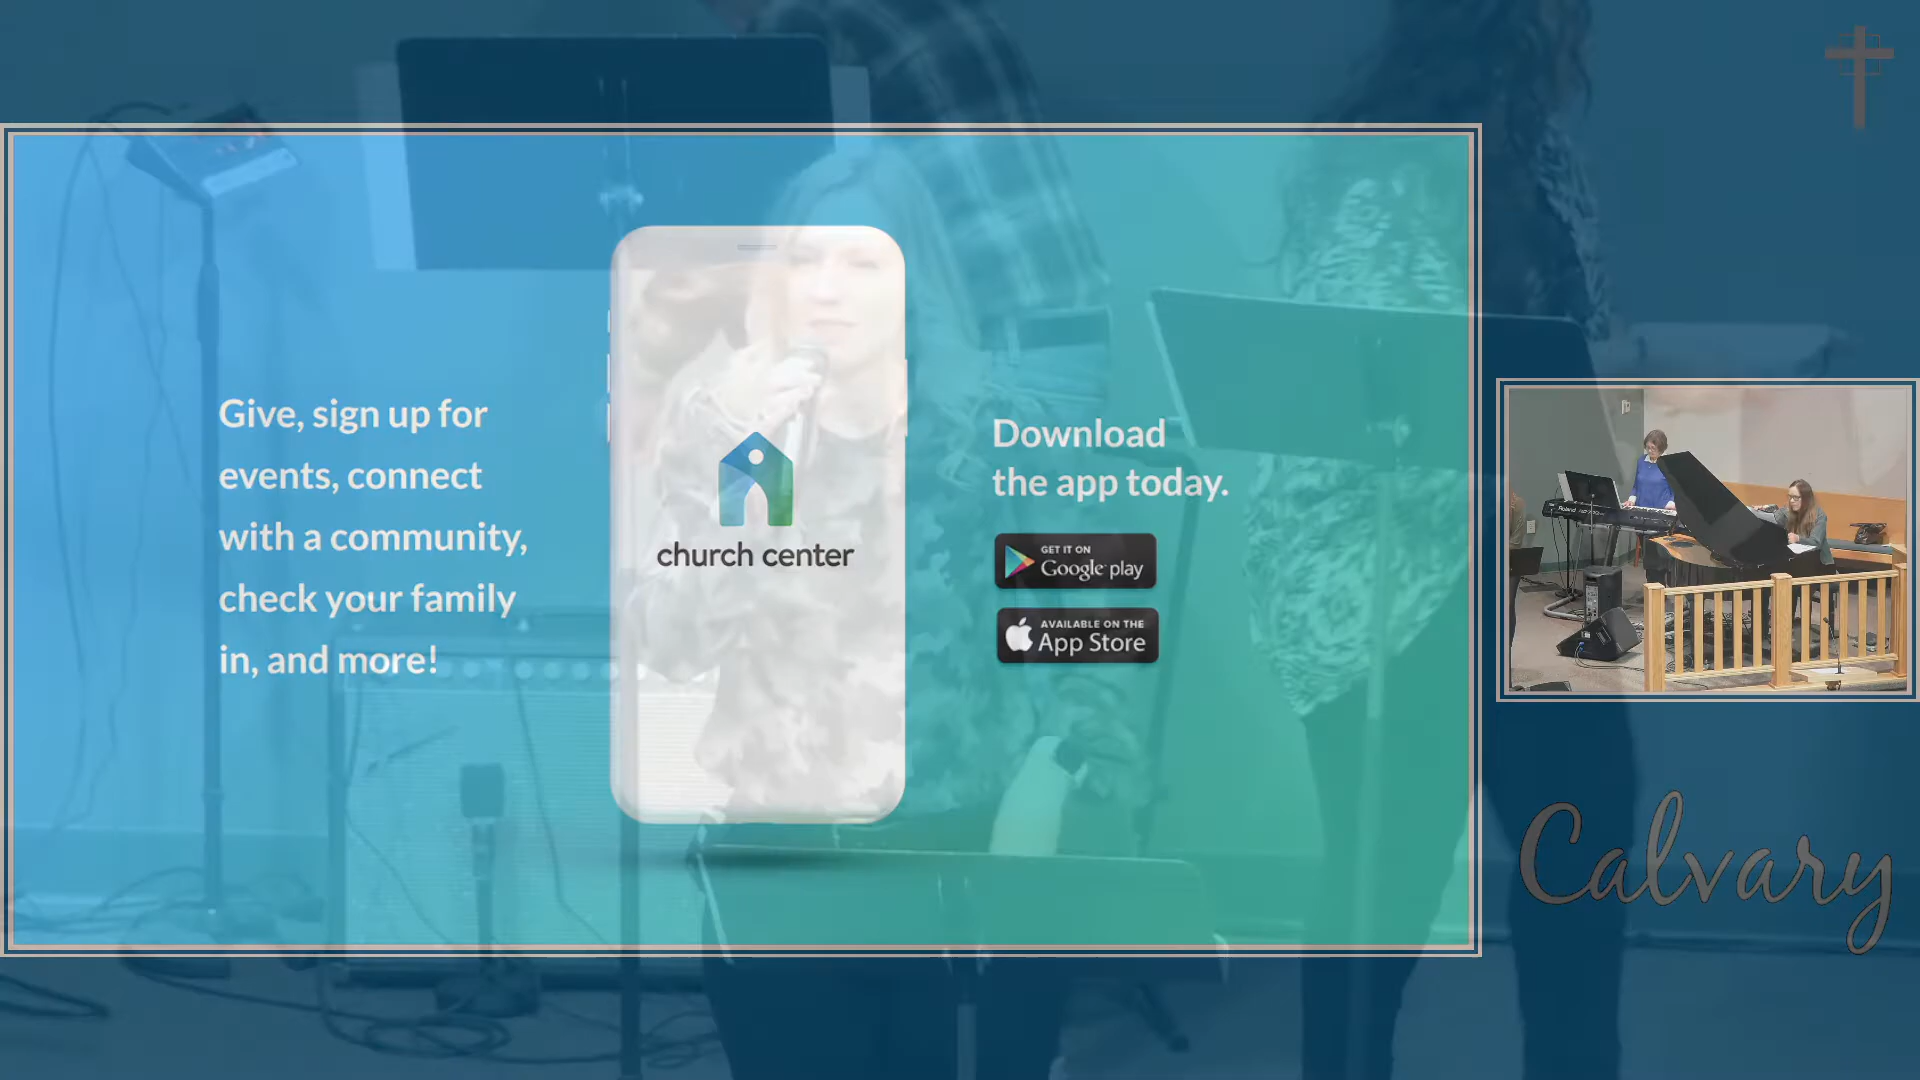 Give, sign up for
events, connect
with a community,
check your family
in, and more!
church center
Download
the app today.
GET IT ON
Google play
AVAILABLE ON THE
App Store
Roland
Calvary